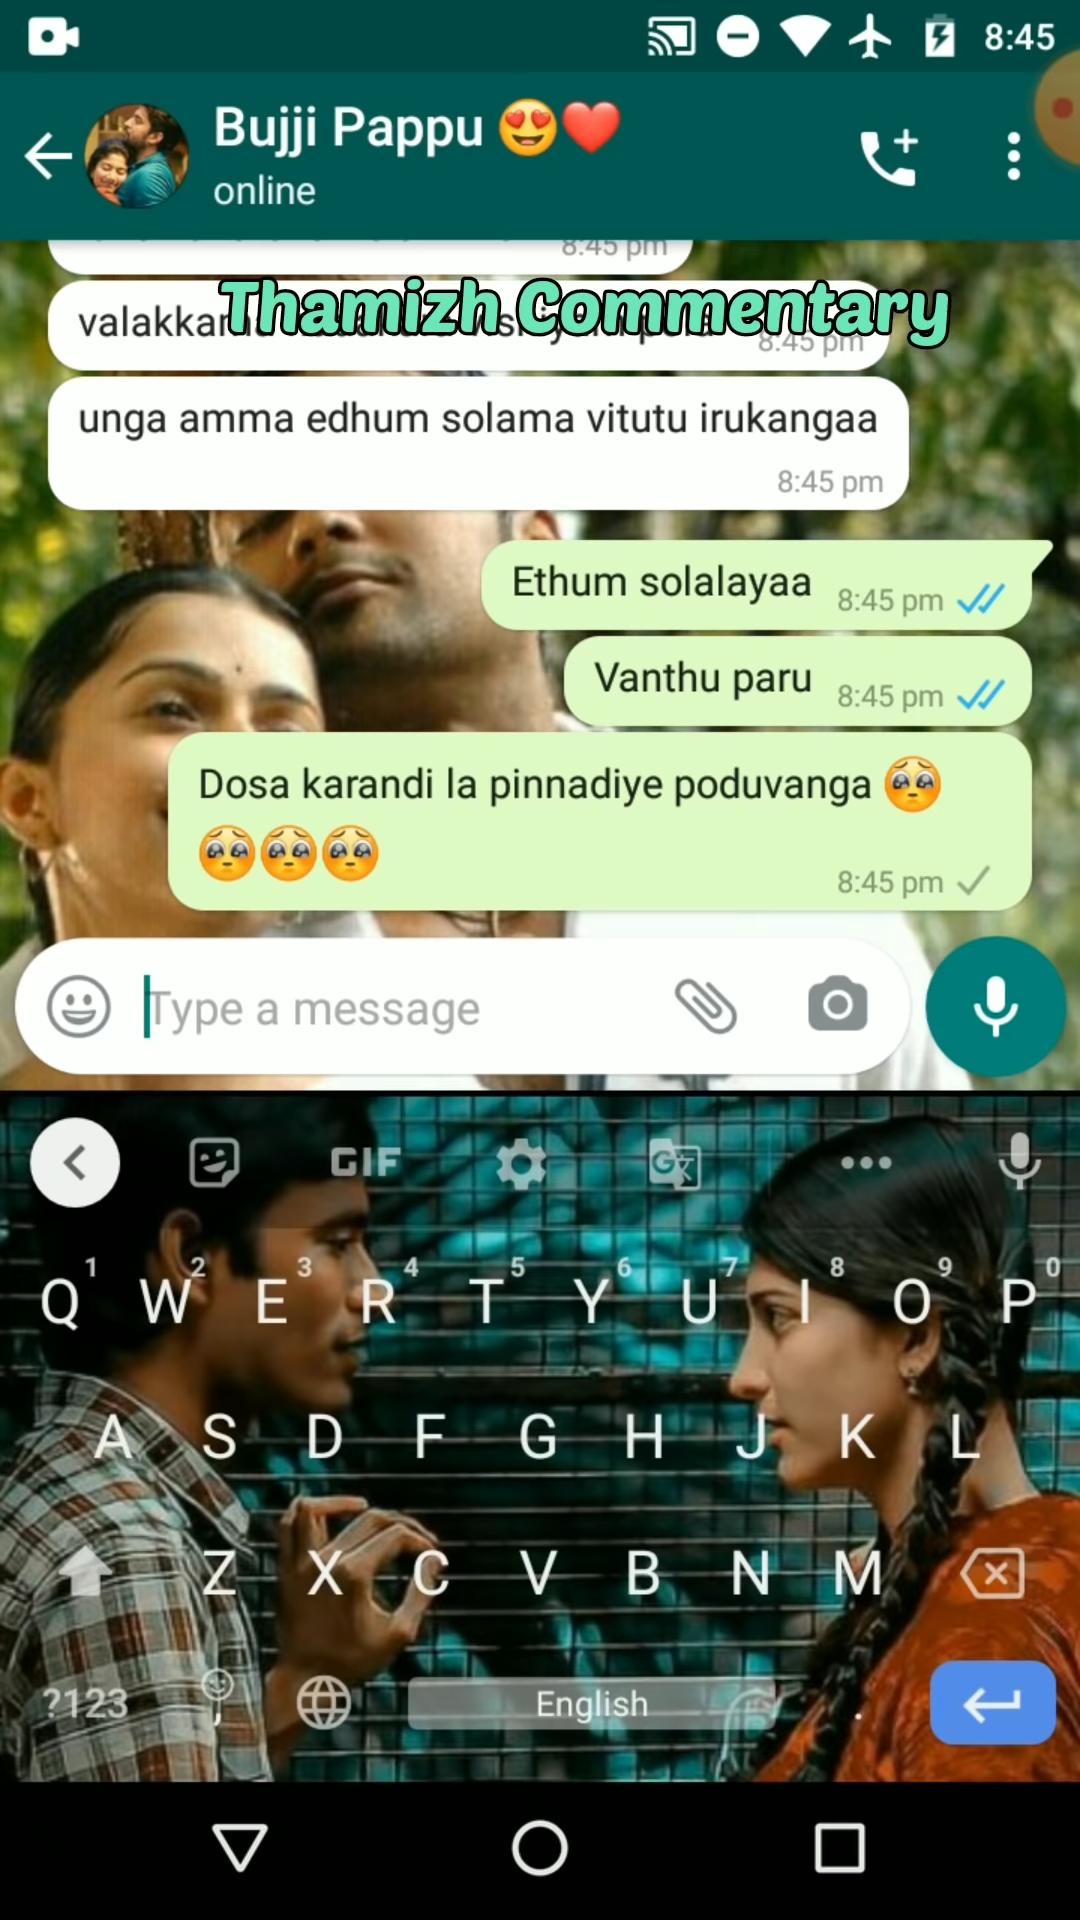 8:45
Bujji Pappu 😍❤️
online
8:45 pm
Thamizh Commentary
8:45 pm
unga amma edhum solama vitutu irukangaa
8:45 pm
Ethum solalayaa 8:45 pm
Vanthu paru 8:45 pm
Dosa karandi la pinnadiye poduvanga 🥺
🥺🥺🥺
8:45 pm
Type a message
GIF
1 2 3 4 5 6 7 8 9 0
Q W E R T Y U I O P
A S D F G H J K L
Z X C V B N M
?123 , English .